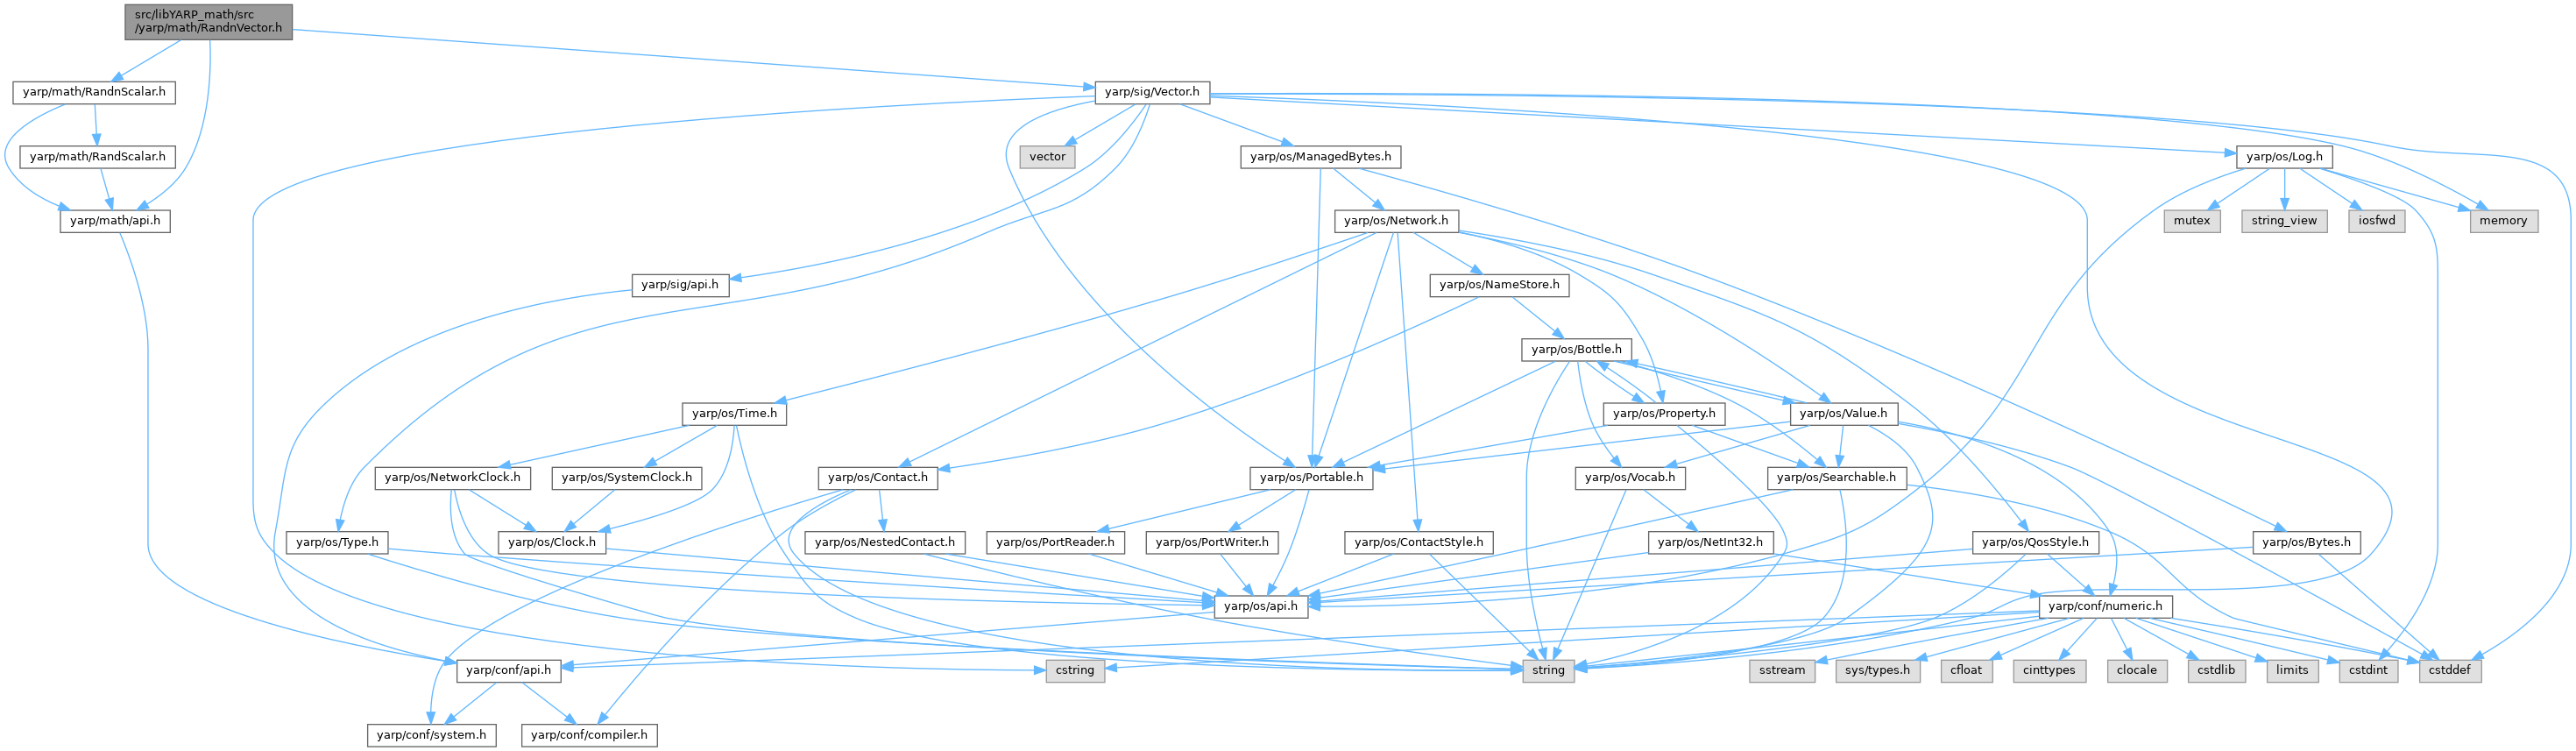 src/libYARP_math/src
/yarp/math/RandnVector.h
yarp/math/RandnScalar.h
yarp/sig/Vector.h
yarp/math/RandScalar.h
vector
yarp/os/ManagedBytes.h
yarp/os/Log.h
yarp/math/api.h
yarp/os/Network.h
mutex
string_view
iosfwd
memory
yarp/sig/api.h
yarp/os/NameStore.h
yarp/os/Bottle.h
yarp/os/Time.h
yarp/os/Property.h
yarp/os/Value.h
yarp/os/NetworkClock.h
yarp/os/SystemClock.h
yarp/os/Contact.h
yarp/os/Portable.h
yarp/os/Vocab.h
yarp/os/Searchable.h
yarp/os/Type.h
yarp/os/Clock.h
yarp/os/NestedContact.h
yarp/os/PortReader.h
yarp/os/PortWriter.h
yarp/os/ContactStyle.h
yarp/os/NetInt32.h
yarp/os/QosStyle.h
yarp/os/Bytes.h
yarp/os/api.h
yarp/conf/numeric.h
yarp/conf/api.h
cstring
string
sstream
sys/types.h
cfloat
cinttypes
clocale
cstdlib
limits
cstdint
cstddef
yarp/conf/system.h
yarp/conf/compiler.h